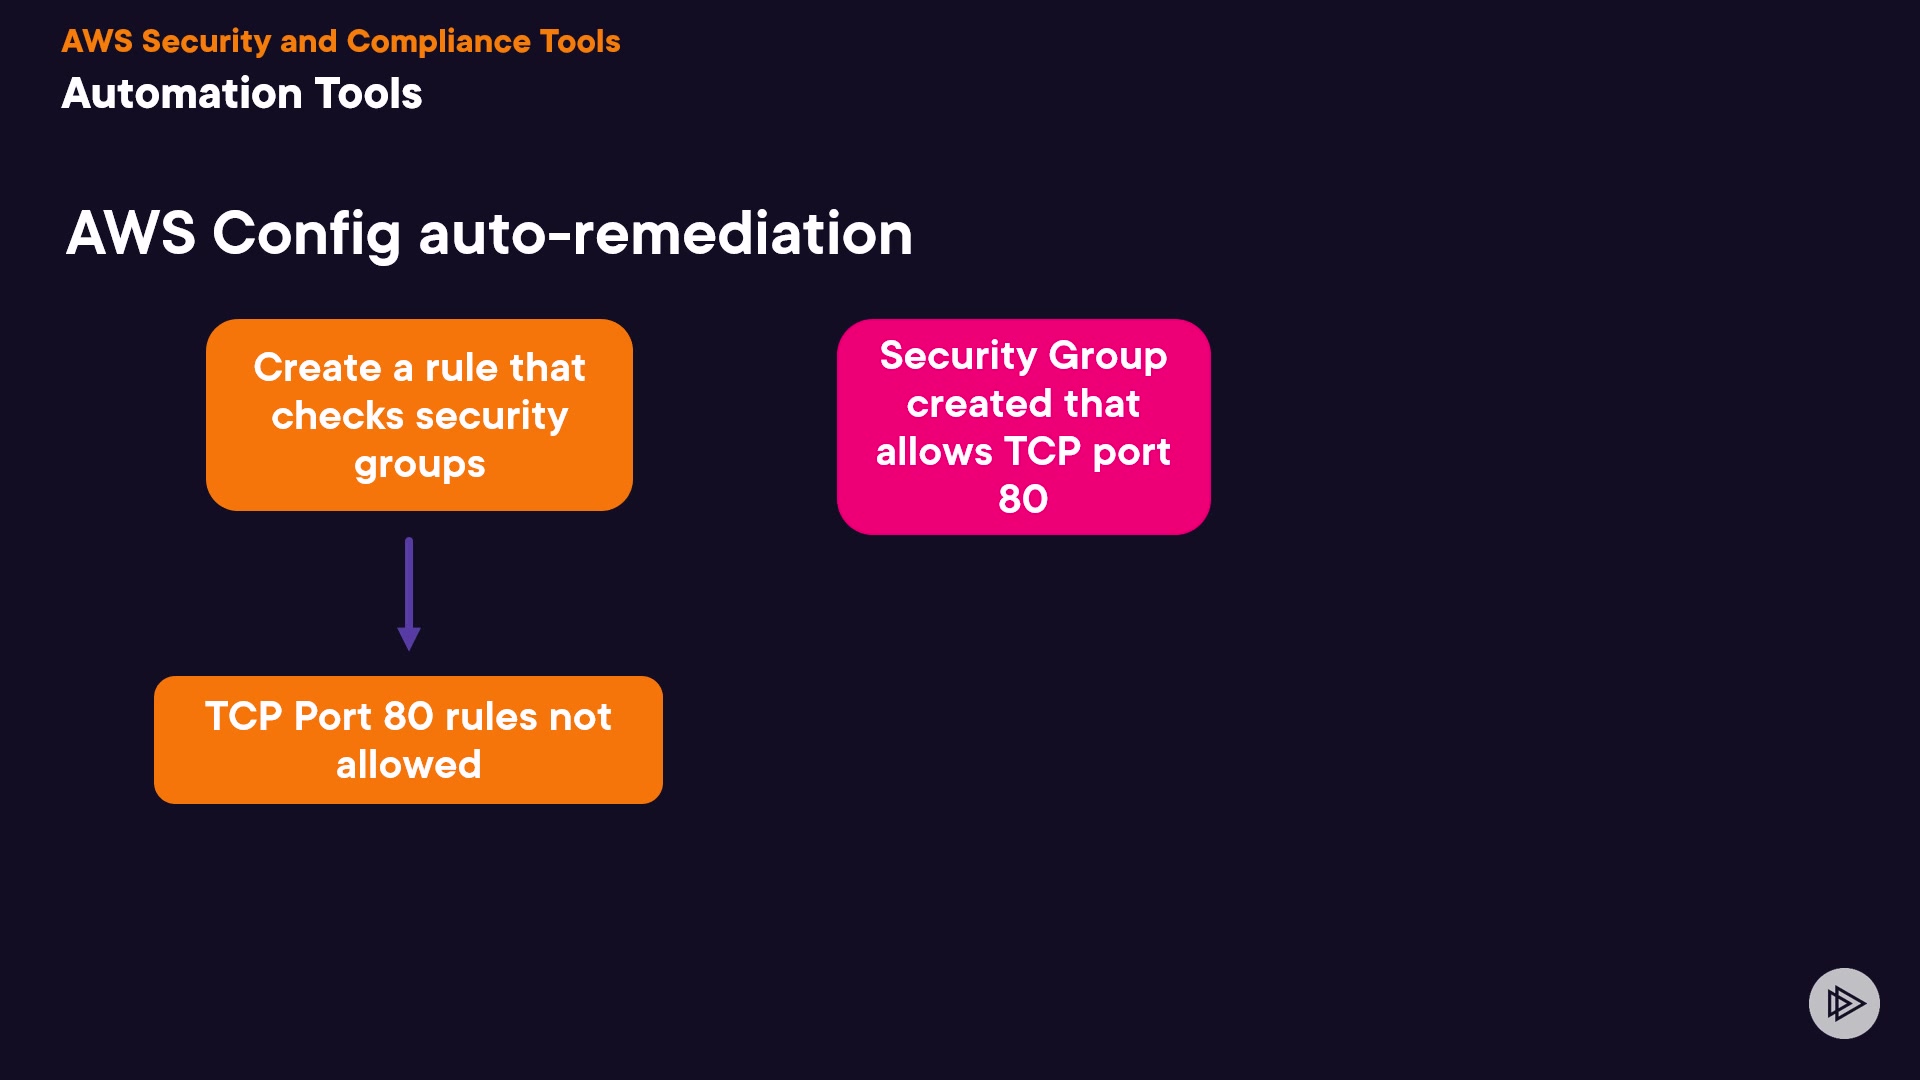 AWS Security and Compliance Tools
Automation Tools
AWS Config auto-remediation
Create a rule that
checks security
groups
TCP Port 80 rules not
allowed
Security Group
created that
allows TCP port
80